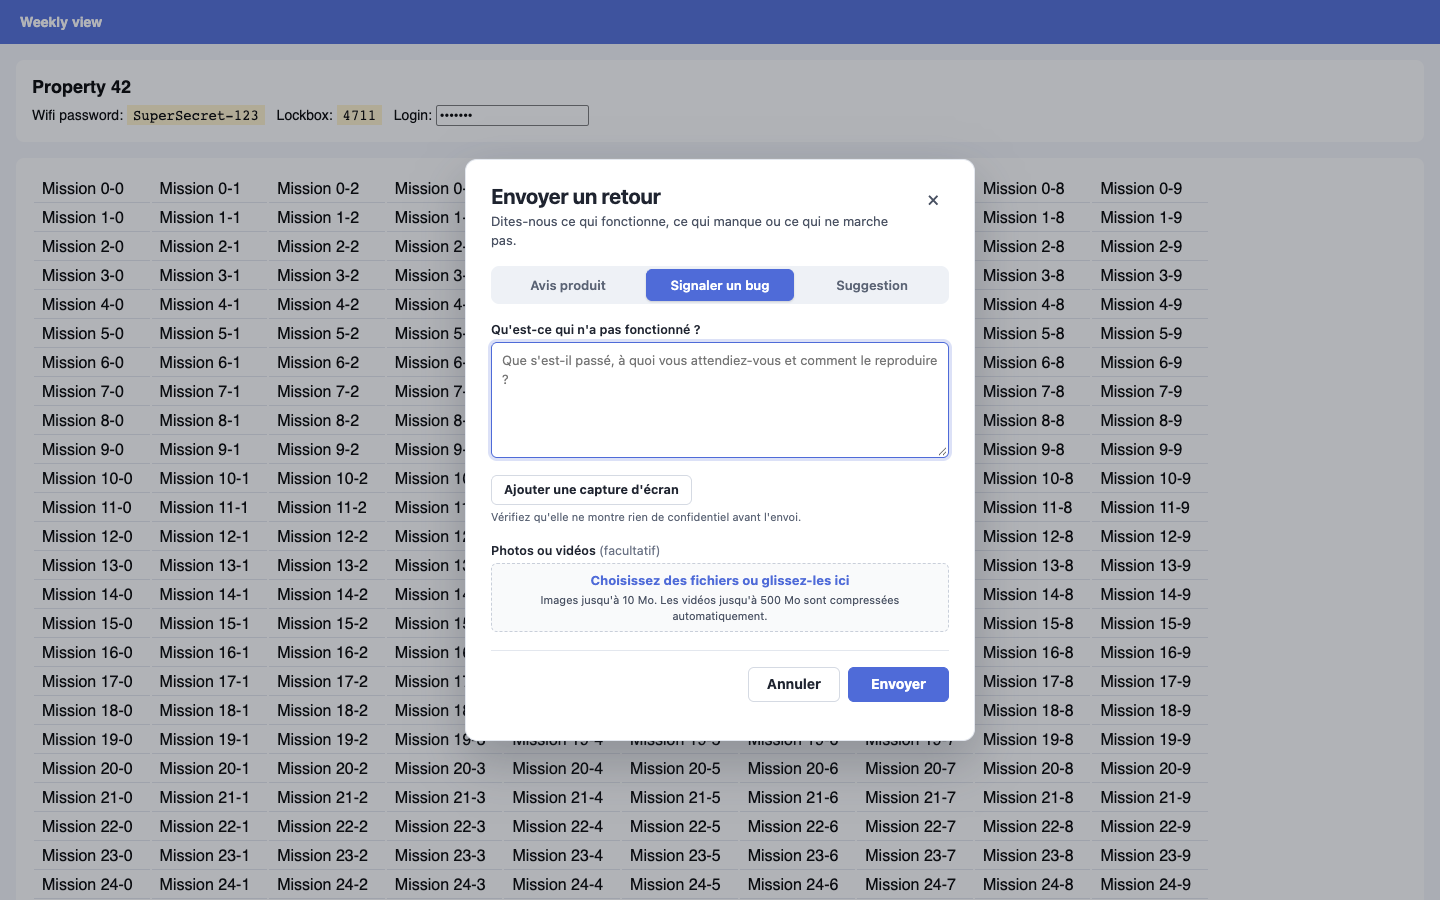 Weekly view
Property 42
Wifi password: SuperSecret-123 Lockbox: 4711 Login: •••••••
Envoyer un retour
×
Dites-nous ce qui fonctionne, ce qui manque ou ce qui ne marche
pas.
Avis produit Signaler un bug Suggestion
Qu'est-ce qui n'a pas fonctionné ?
Que s'est-il passé, à quoi vous attendiez-vous et comment le reproduire
?
Ajouter une capture d'écran
Vérifiez qu'elle ne montre rien de confidentiel avant l'envoi.
Photos ou vidéos (facultatif)
Choisissez des fichiers ou glissez-les ici
Images jusqu'à 10 Mo. Les vidéos jusqu'à 500 Mo sont compressées
automatiquement.
Annuler Envoyer
Mission 0-0 Mission 0-1 Mission 0-2 Mission Mission 0-8 Mission 0-9
Mission 1-0 Mission 1-1 Mission 1-2 Mission Mission 1-8 Mission 1-9
Mission 2-0 Mission 2-1 Mission 2-2 Mission Mission 2-8 Mission 2-9
Mission 3-0 Mission 3-1 Mission 3-2 Mission Mission 3-8 Mission 3-9
Mission 4-0 Mission 4-1 Mission 4-2 Mission Mission 4-8 Mission 4-9
Mission 5-0 Mission 5-1 Mission 5-2 Mission Mission 5-8 Mission 5-9
Mission 6-0 Mission 6-1 Mission 6-2 Mission Mission 6-8 Mission 6-9
Mission 7-0 Mission 7-1 Mission 7-2 Mission Mission 7-8 Mission 7-9
Mission 8-0 Mission 8-1 Mission 8-2 Mission Mission 8-8 Mission 8-9
Mission 9-0 Mission 9-1 Mission 9-2 Mission Mission 9-8 Mission 9-9
Mission 10-0 Mission 10-1 Mission 10-2 Mission Mission 10-8 Mission 10-9
Mission 11-0 Mission 11-1 Mission 11-2 Mission Mission 11-8 Mission 11-9
Mission 12-0 Mission 12-1 Mission 12-2 Mission Mission 12-8 Mission 12-9
Mission 13-0 Mission 13-1 Mission 13-2 Mission Mission 13-8 Mission 13-9
Mission 14-0 Mission 14-1 Mission 14-2 Mission Mission 14-8 Mission 14-9
Mission 15-0 Mission 15-1 Mission 15-2 Mission Mission 15-8 Mission 15-9
Mission 16-0 Mission 16-1 Mission 16-2 Mission Mission 16-8 Mission 16-9
Mission 17-0 Mission 17-1 Mission 17-2 Mission Mission 17-8 Mission 17-9
Mission 18-0 Mission 18-1 Mission 18-2 Mission Mission 18-8 Mission 18-9
Mission 19-0 Mission 19-1 Mission 19-2 Mission Mission 19-8 Mission 19-9
Mission 20-0 Mission 20-1 Mission 20-2 Mission 20-3 Mission 20-4 Mission 20-5 Mission 20-6 Mission 20-7 Mission 20-8 Mission 20-9
Mission 21-0 Mission 21-1 Mission 21-2 Mission 21-3 Mission 21-4 Mission 21-5 Mission 21-6 Mission 21-7 Mission 21-8 Mission 21-9
Mission 22-0 Mission 22-1 Mission 22-2 Mission 22-3 Mission 22-4 Mission 22-5 Mission 22-6 Mission 22-7 Mission 22-8 Mission 22-9
Mission 23-0 Mission 23-1 Mission 23-2 Mission 23-3 Mission 23-4 Mission 23-5 Mission 23-6 Mission 23-7 Mission 23-8 Mission 23-9
Mission 24-0 Mission 24-1 Mission 24-2 Mission 24-3 Mission 24-4 Mission 24-5 Mission 24-6 Mission 24-7 Mission 24-8 Mission 24-9